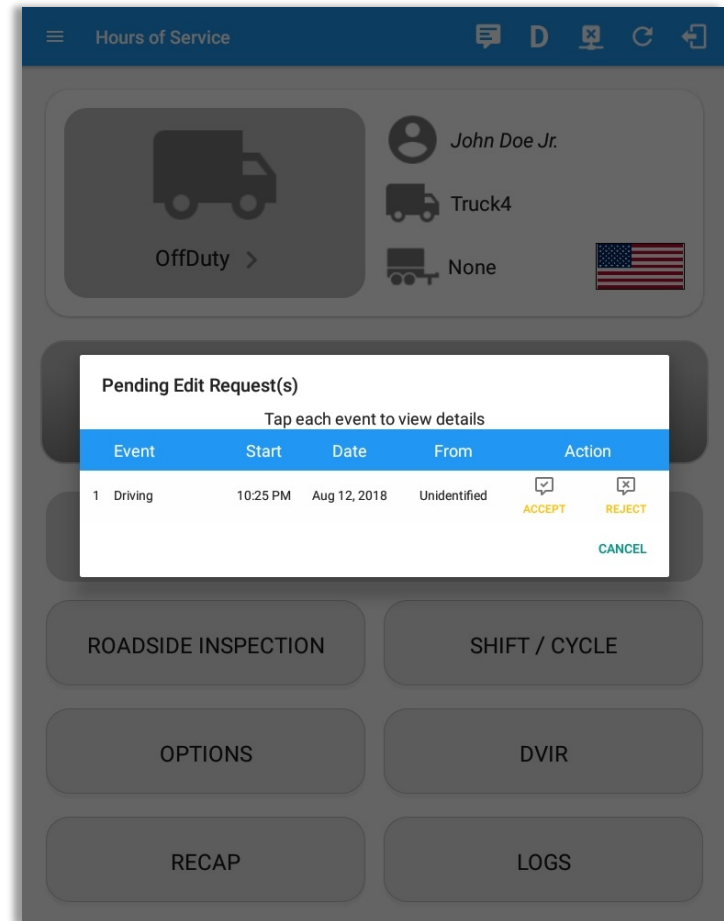 Hours of Service
D
John Doe Jr.
Truck4
OffDuty >
None
Pending Edit Request(s)
Tap each event to view details
Event Start Date From Action
1 Driving 10:25 PM Aug 12, 2018 Unidentified
ACCEPT REJECT
CANCEL
ROADSIDE INSPECTION SHIFT / CYCLE
OPTIONS DVIR
RECAP LOGS